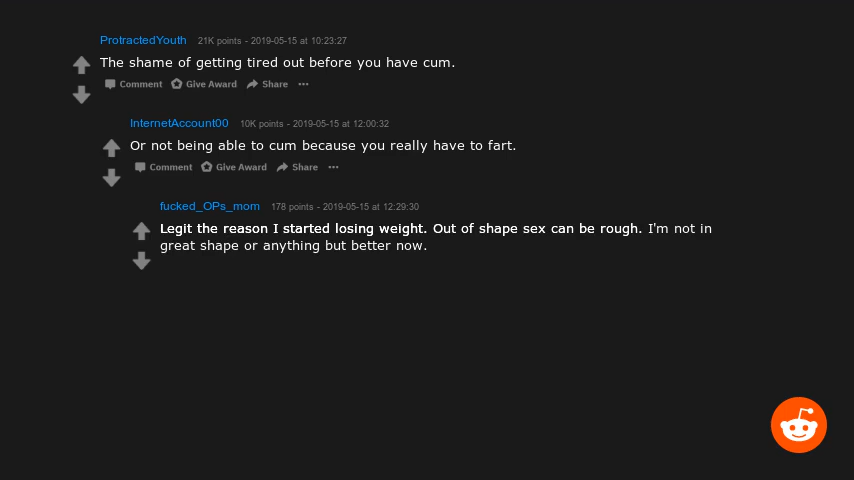 ProtractedYouth 21K points - 2019-05-15 at 10:23:27
The shame of getting tired out before you have cum.
Comment Give Award Share ···
InternetAccount00 10K points - 2019-05-15 at 12:00:32
Or not being able to cum because you really have to fart.
Comment Give Award Share ···
fucked_OPs_mom 178 points - 2019-05-15 at 12:29:30
Legit the reason I started losing weight. Out of shape sex can be rough. I'm not in
great shape or anything but better now.